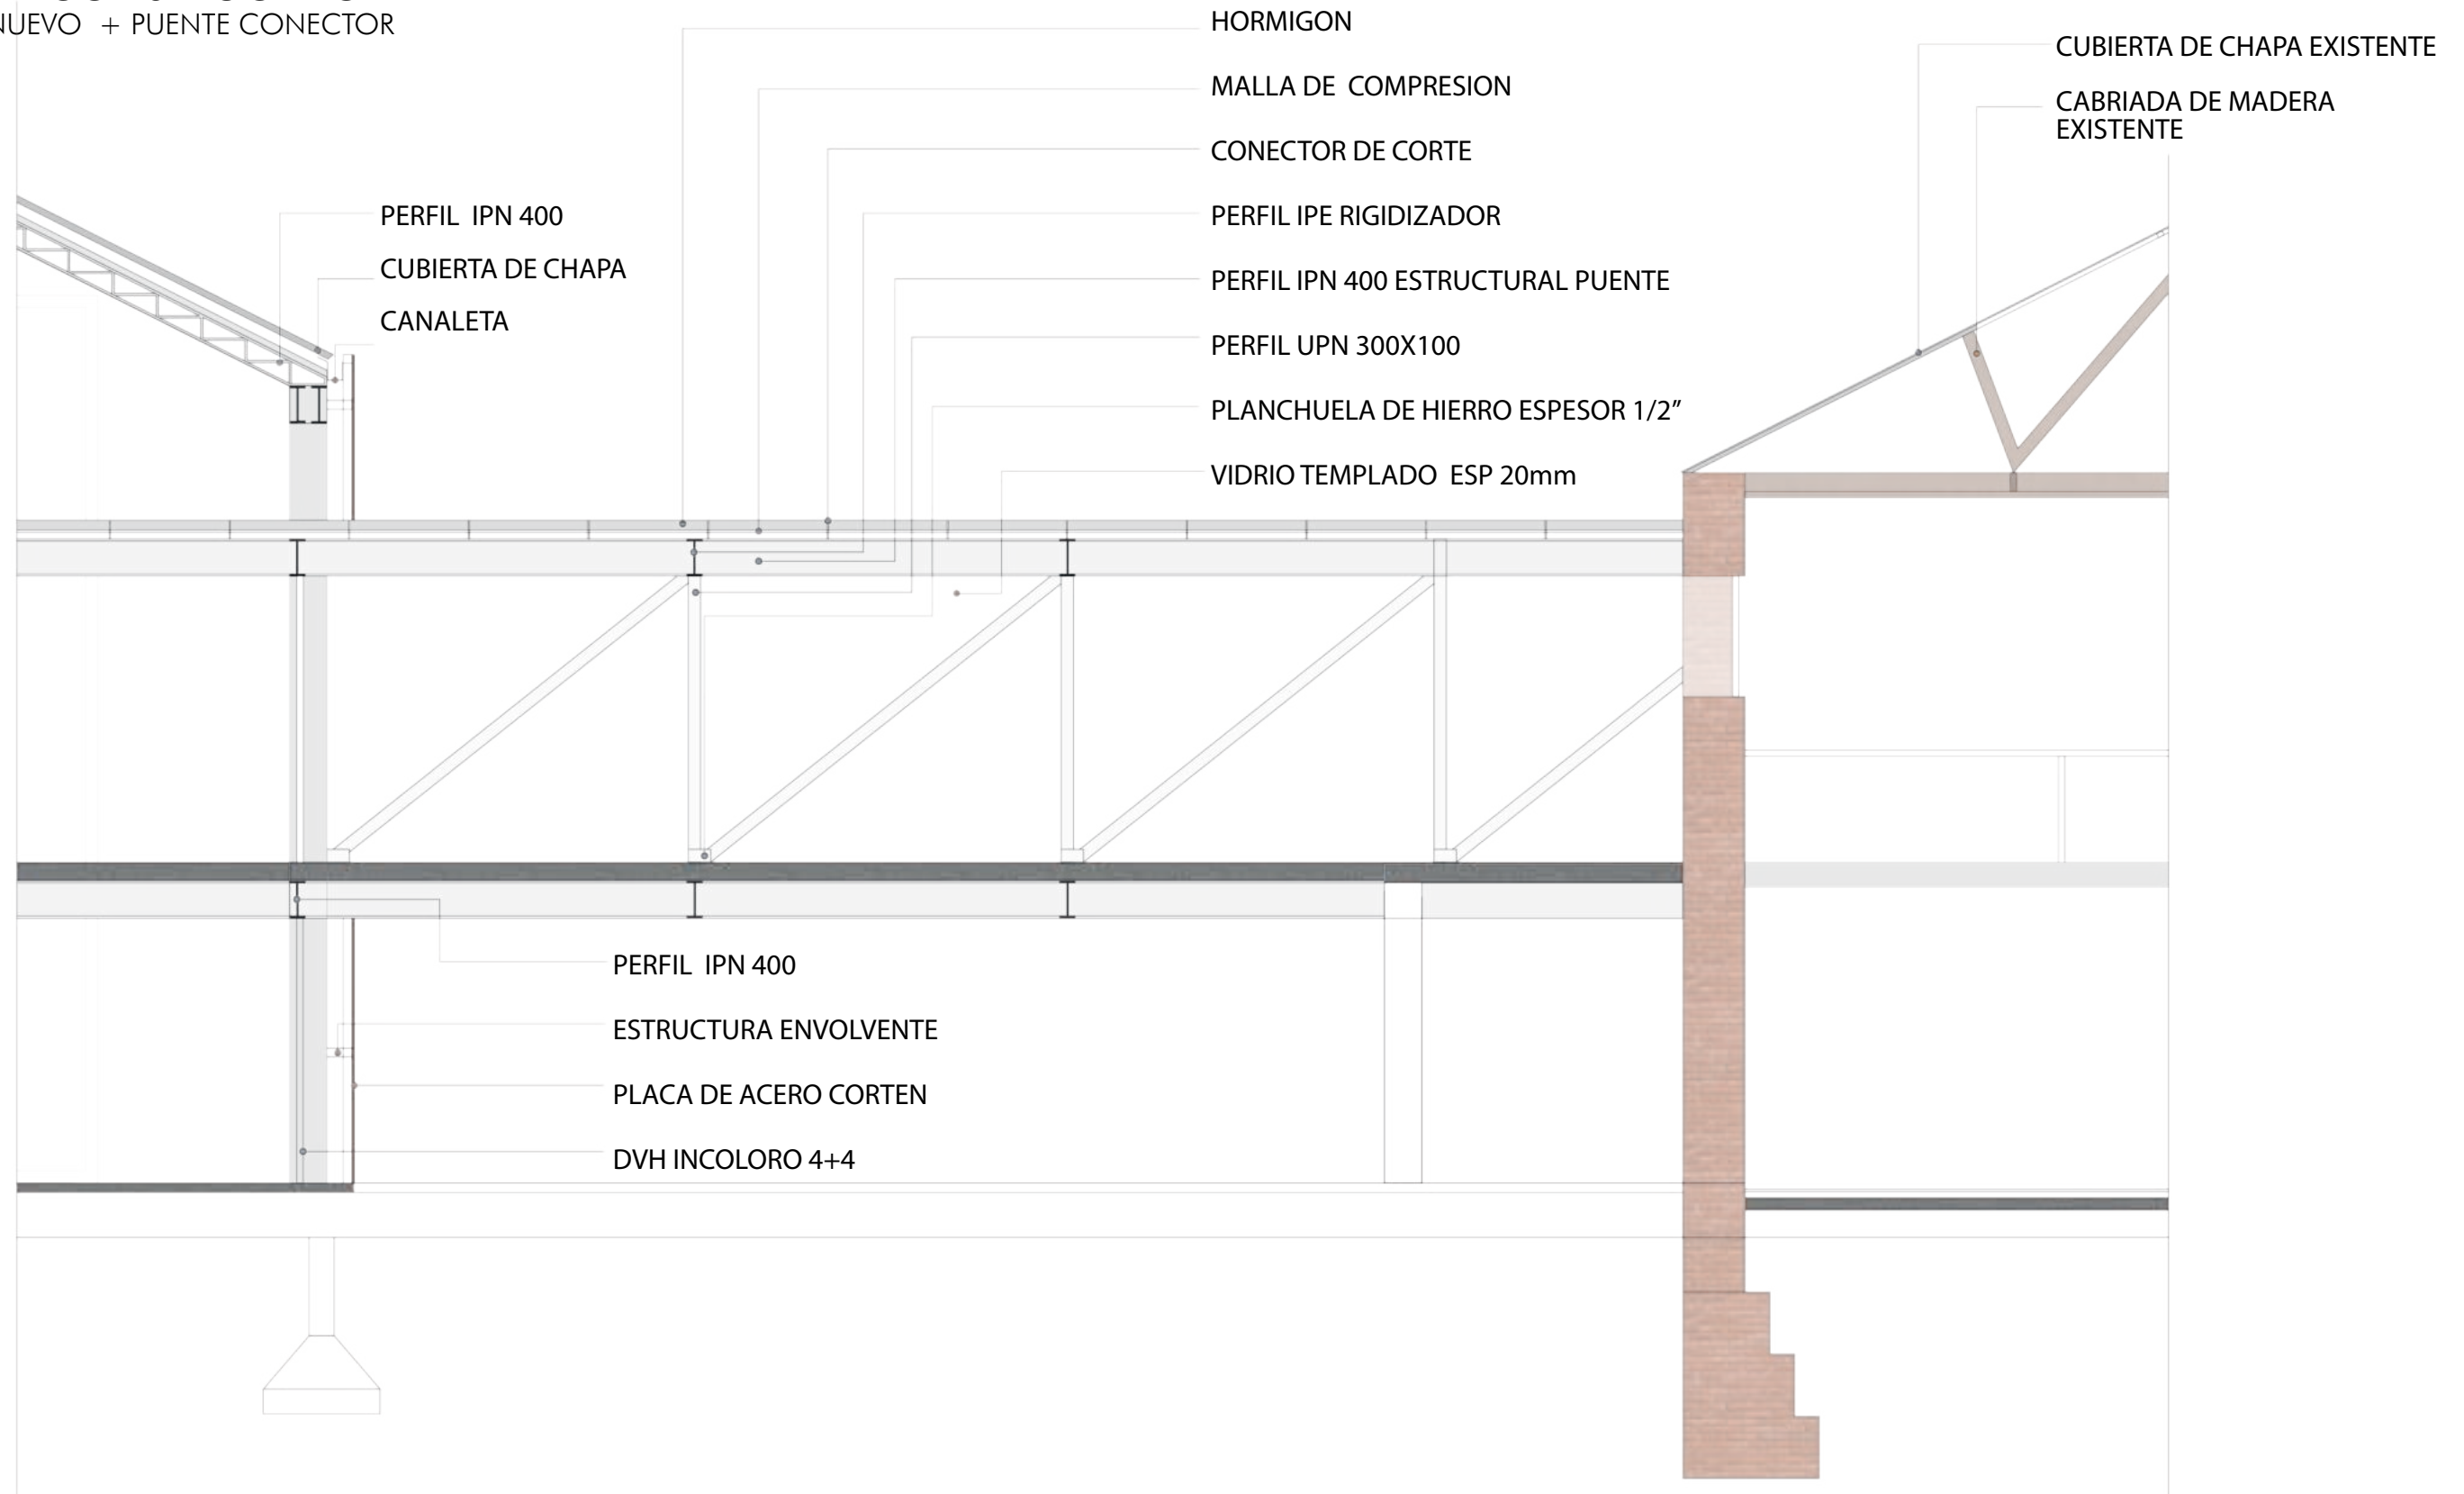 NUEVO + PUENTE CONECTOR
HORMIGON
MALLA DE COMPRESION
CONECTOR DE CORTE
PERFIL IPE RIGIDIZADOR
PERFIL IPN 400 ESTRUCTURAL PUENTE
PERFIL UPN 300X100
PLANCHUELA DE HIERRO ESPESOR 1/2”
VIDRIO TEMPLADO ESP 20mm
CUBIERTA DE CHAPA EXISTENTE
CABRIADA DE MADERA
EXISTENTE
PERFIL IPN 400
CUBIERTA DE CHAPA
CANALETA
PERFIL IPN 400
ESTRUCTURA ENVOLVENTE
PLACA DE ACERO CORTEN
DVH INCOLORO 4+4